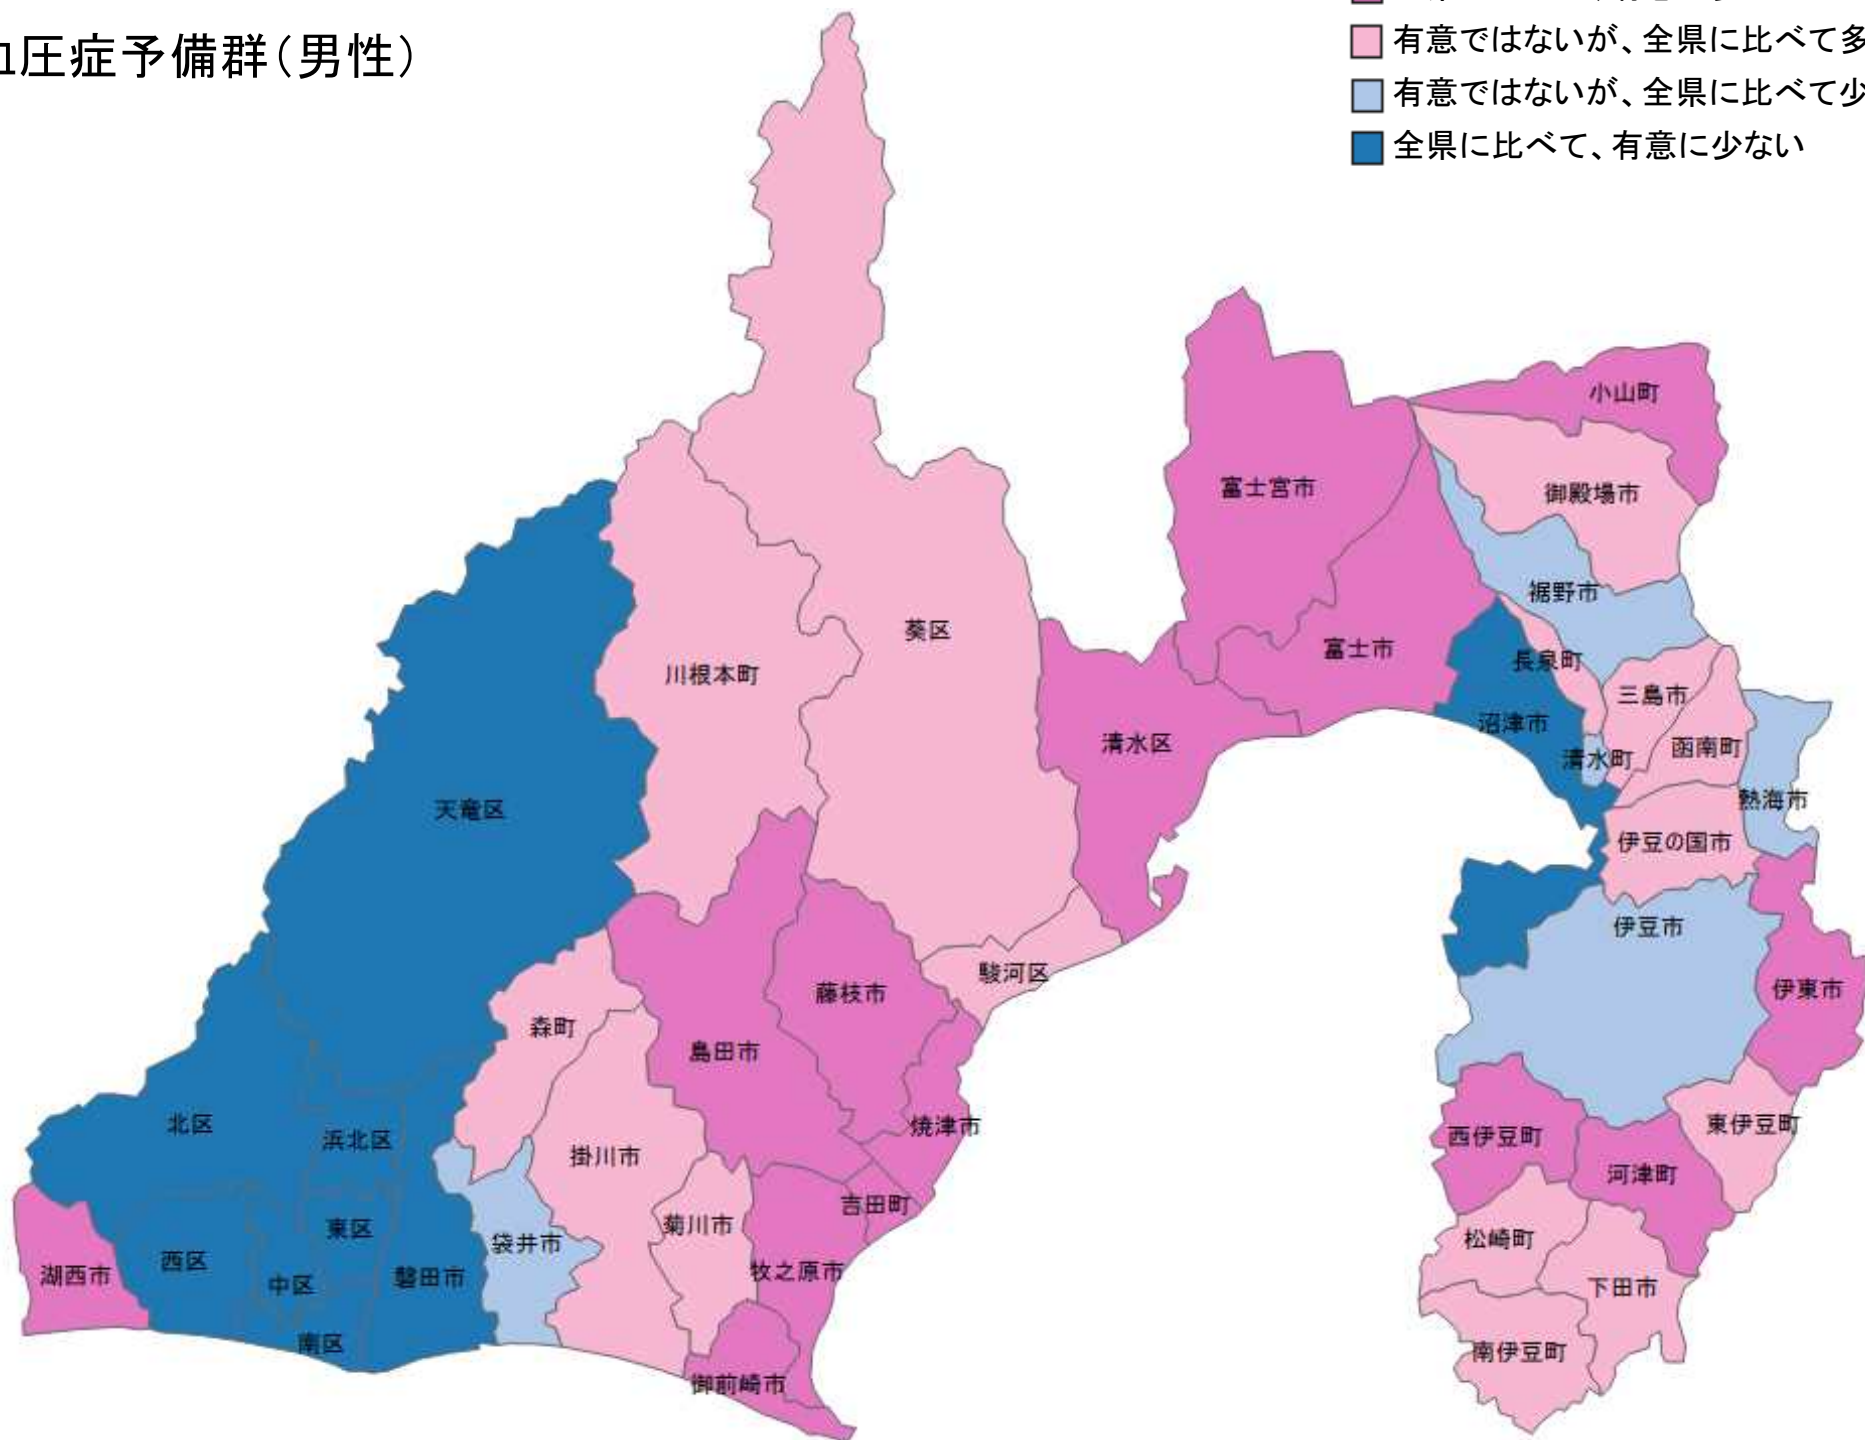 圧症予備群（男性）
有意ではないが、全県に比べて多
有意ではないが、全県に比べて少
全県に比べて、有意に少ない
小山町
富士宮市
御殿場市
裾野市
葵区
富士市
長泉町
川根本町
三島市
沼津市
清水区
函南町
清水町
熱海市
天竜区
伊豆の国市
伊豆市
駿河区
伊東市
藤枝市
森町
島田市
北区
焼津市
東伊豆町
浜北区
西伊豆町
掛川市
河津町
吉田町
菊川市
東区
松崎町
袋井市
西区
牧之原市
湖西市
磐田市
中区
下田市
南区
南伊豆町
御前崎市